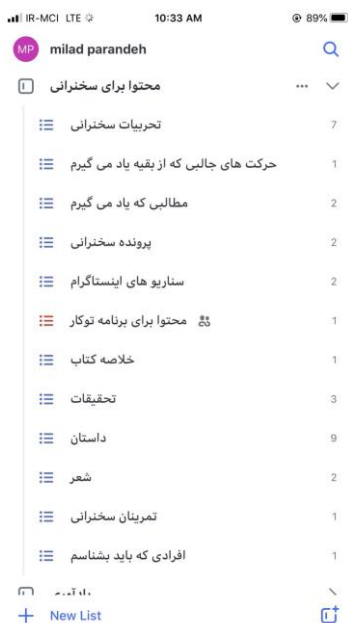 IR-MCI LTE 10:33 AM 89%
MP milad parandeh
محتوا برای سخنرانی
تحربیات سخنرانی 7
حرکت های جالبی که از بقیه یاد می گیرم 1
مطالبی که یاد می گیرم 2
پرونده سخنرانی 2
سناریو های اینستاگرام 2
محتوا برای برنامه توکار 1
خلاصه کتاب 1
تحقیقات 3
داستان 9
شعر 2
تمرینان سخنرانی 1
افرادی که باید بشناسم 1
New List